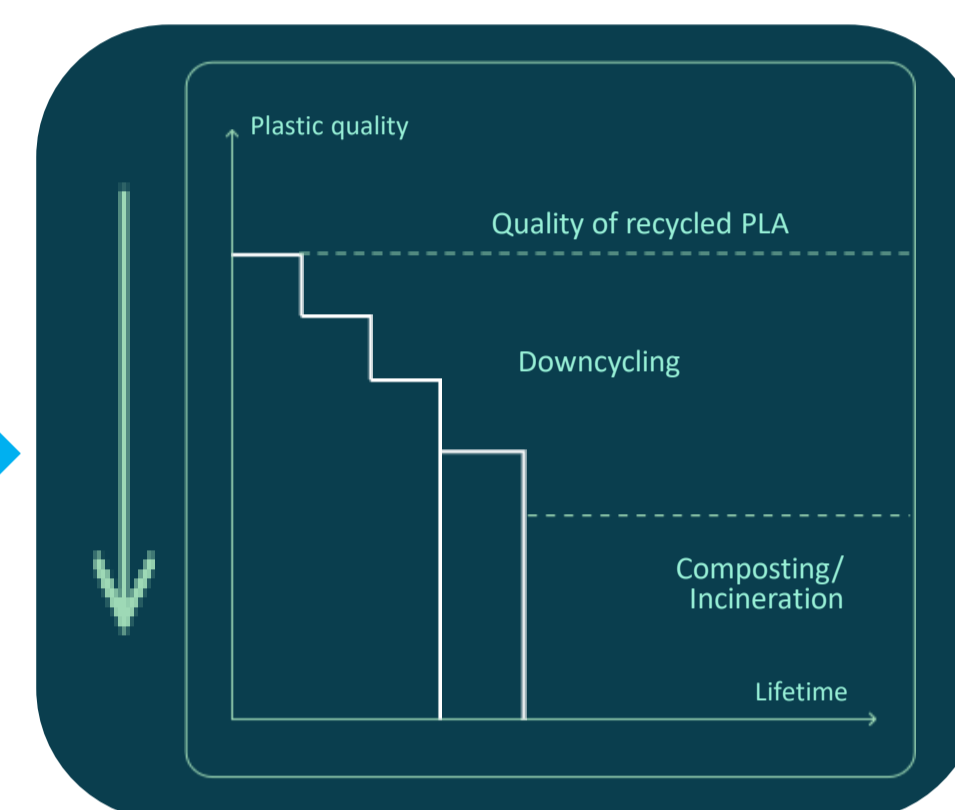 Plastic quality
Quality of recycled PLA
Downcycling
Composting/
Incineration
Lifetime